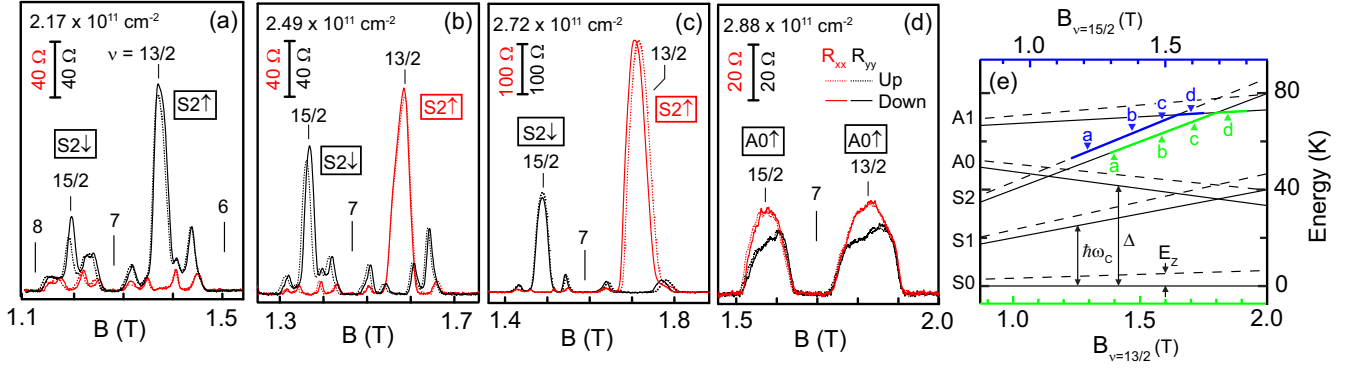 2.17 x 10¹¹ cm⁻² (a)
40 Ω
40 Ω
ν = 13/2
S2↑
S2↓
15/2
8
7
6
1.1
1.5
B (T)
2.49 x 10¹¹ cm⁻² (b)
40 Ω
40 Ω
13/2
S2↑
15/2
S2↓
7
1.3
1.7
B (T)
2.72 x 10¹¹ cm⁻² (c)
100 Ω
100 Ω
13/2
S2↑
S2↓
15/2
7
1.4
1.6
1.8
B (T)
2.88 x 10¹¹ cm⁻² (d)
20 Ω
20 Ω
Rxx Ryy
Up
Down
A0↑
A0↑
15/2
13/2
7
1.5
2.0
B (T)
Bν=15/2(T)
1.0
1.5
(e)
A1
A0
S2
S1
S0
a
b
c
d
a
b
c
d
ħωc
Δ
EZ
80
40
0
Energy (K)
1.0
1.5
2.0
Bν=13/2(T)